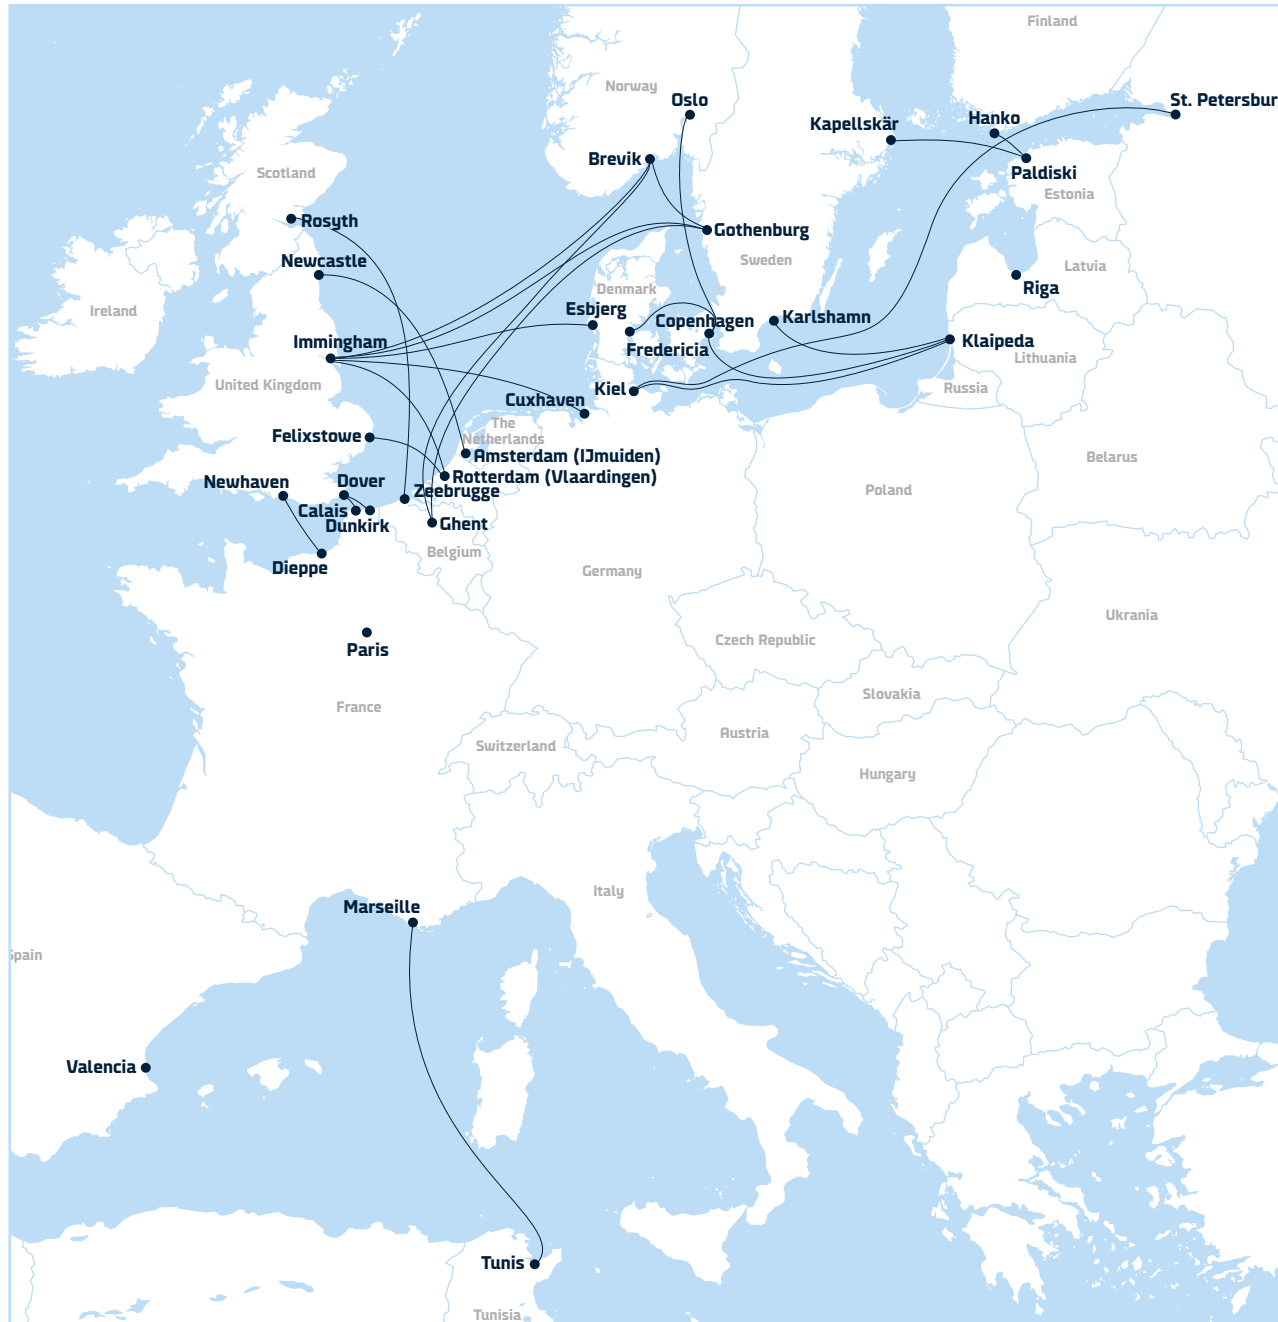 Finland
Norway
Oslo
St. Petersbur
Kapellskär
Hanko
Brevik
Scotland
Paldiski
Estonia
Rosyth
Gothenburg
Newcastle
Sweden
Latvia
Riga
Denmark
Ireland
Esbjerg
Copenhagen
Karlshamn
Immingham
Fredericia
Klaipeda
Lithuania
United Kingdom
Kiel
Russia
Cuxhaven
The
Netherlands
Felixstowe
Amsterdam (IJmuiden)
Belarus
Rotterdam (Vlaardingen)
Newhaven
Dover
Zeebrugge
Poland
Calais
Dunkirk
Ghent
Belgium
Dieppe
Germany
Ukrania
Czech Republic
Paris
Slovakia
France
Austria
Switzerland
Hungary
Italy
Marseille
Spain
Valencia
Tunis
Tunisia